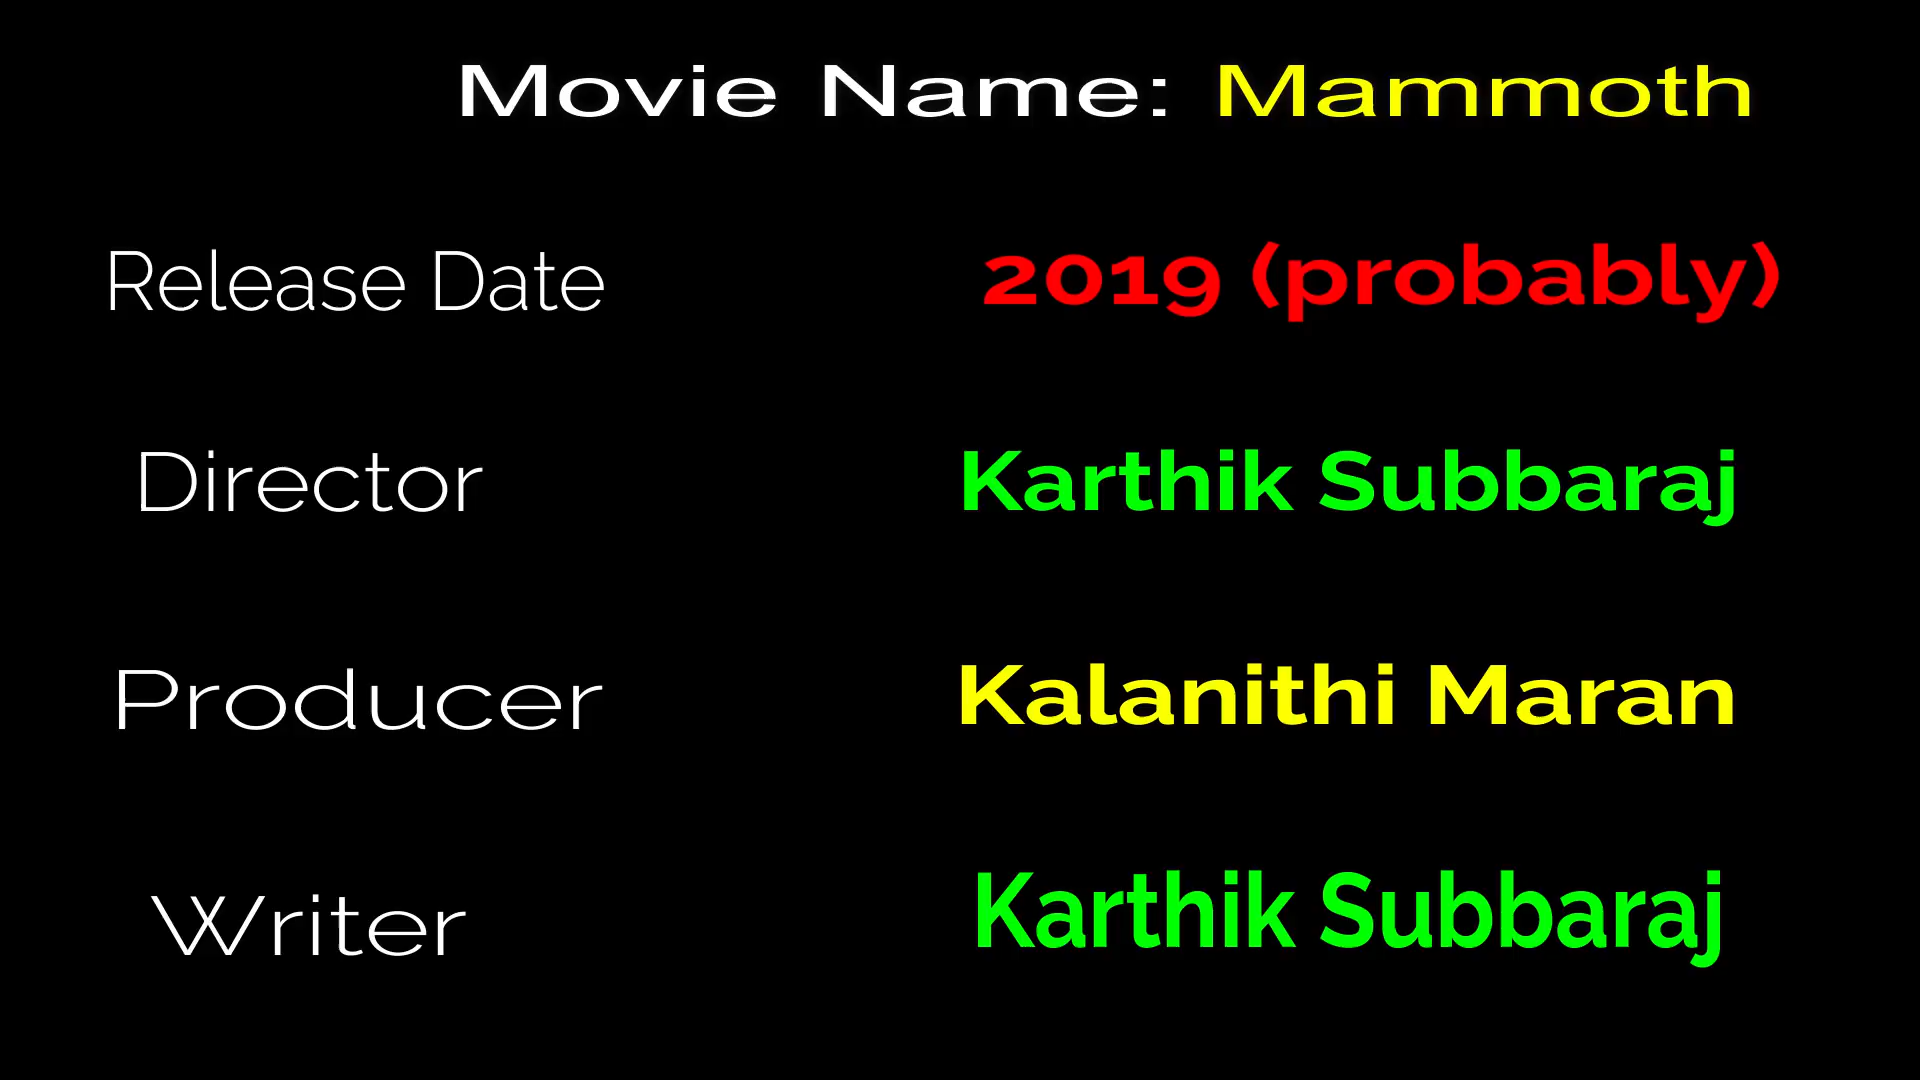 Movie Name: Mammoth
Release Date 2019 (probably)
Director Karthik Subbaraj
Producer Kalanithi Maran
Writer Karthik Subbaraj